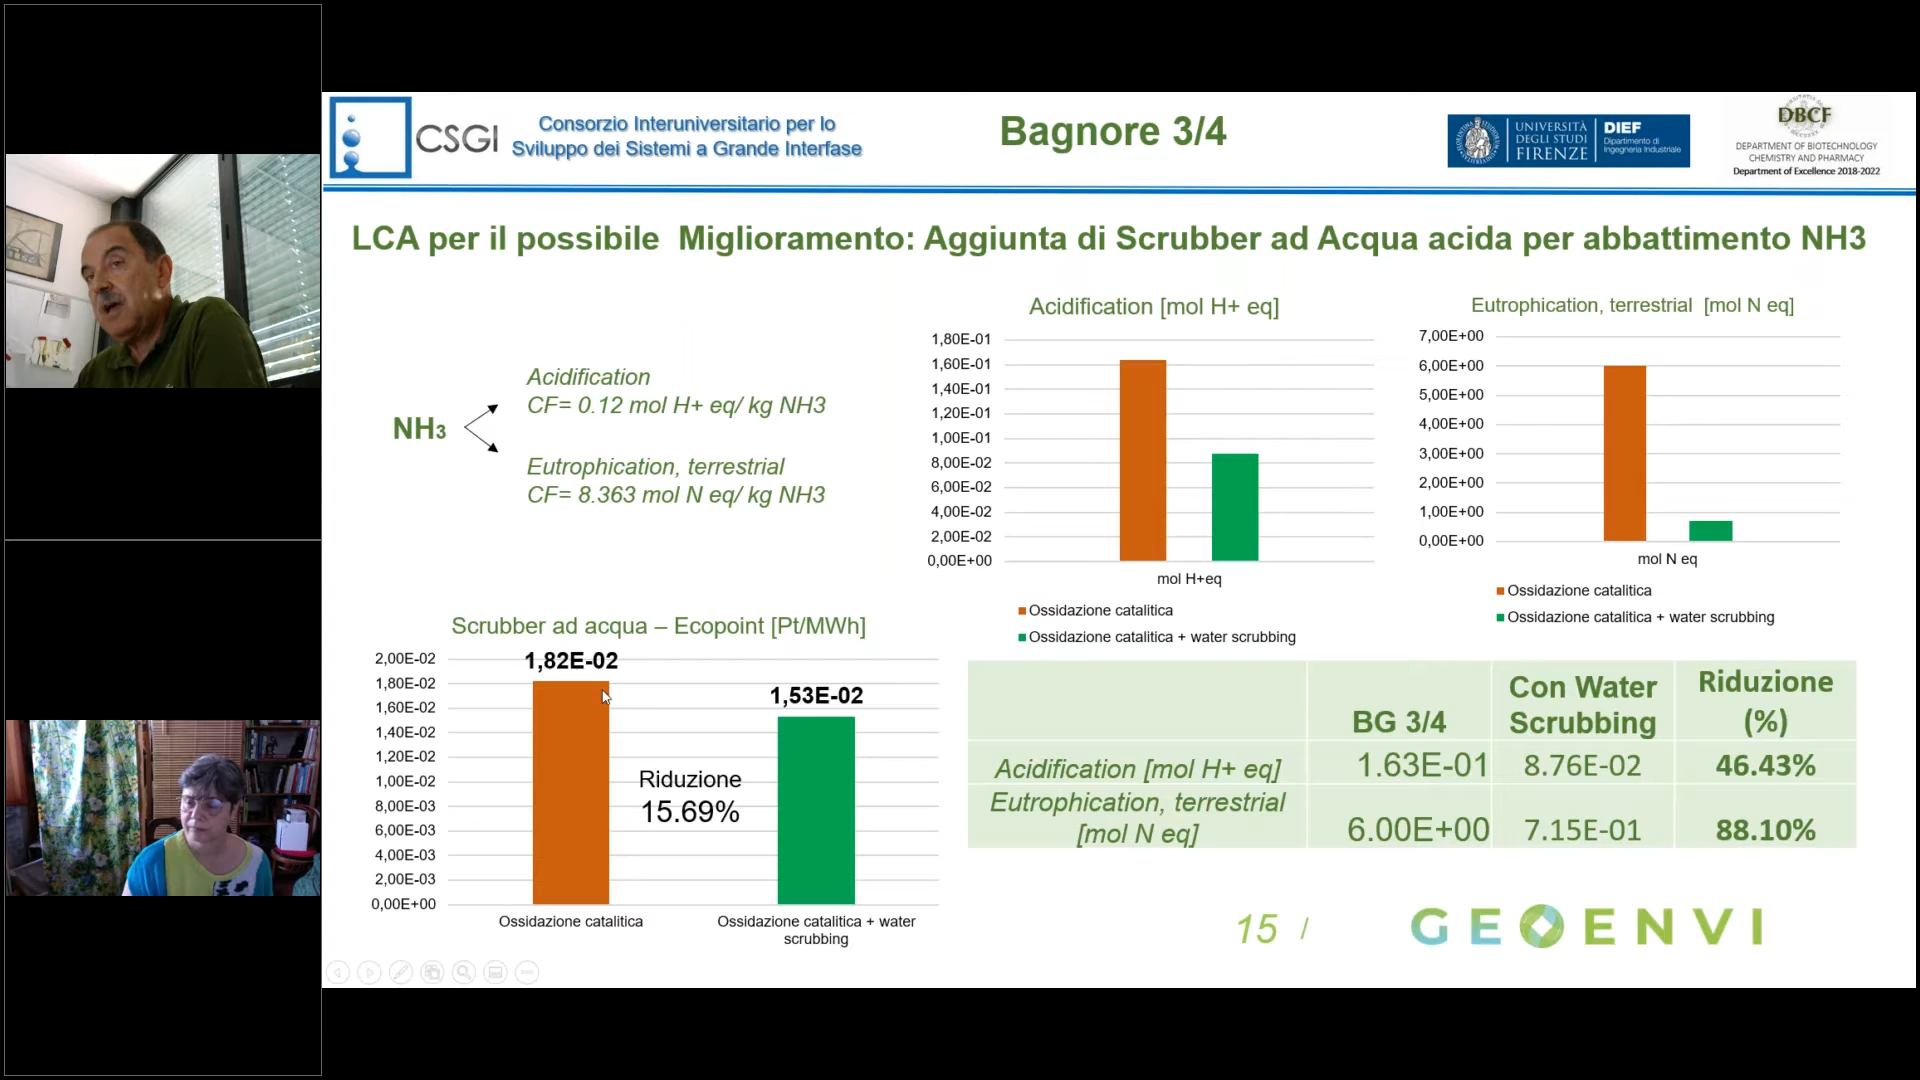 CSGI
Consorzio Interuniversitario per lo
Sviluppo dei Sistemi a Grande Interfase
Bagnore 3/4
UNIVERSITÀ
DEGLI STUDI
FIRENZE
DIEF
Dipartimento di
Ingegneria Industriale
DBCF
DEPARTMENT OF BIOTECHNOLOGY
CHEMISTRY AND PHARMACY
Department of Excellence 2018-2022
LCA per il possibile Miglioramento: Aggiunta di Scrubber ad Acqua acida per abbattimento NH3
NH3
Acidification
CF= 0.12 mol H+ eq/ kg NH3
Eutrophication, terrestrial
CF= 8.363 mol N eq/ kg NH3
Acidification [mol H+ eq]
1,80E-01
1,60E-01
1,40E-01
1,20E-01
1,00E-01
8,00E-02
6,00E-02
4,00E-02
2,00E-02
0,00E+00
mol H+eq
Ossidazione catalitica
Ossidazione catalitica + water scrubbing
Eutrophication, terrestrial [mol N eq]
7,00E+00
6,00E+00
5,00E+00
4,00E+00
3,00E+00
2,00E+00
1,00E+00
0,00E+00
mol N eq
Ossidazione catalitica
Ossidazione catalitica + water scrubbing
Scrubber ad acqua – Ecopoint [Pt/MWh]
2,00E-02
1,80E-02
1,60E-02
1,40E-02
1,20E-02
1,00E-02
8,00E-03
6,00E-03
4,00E-03
2,00E-03
0,00E+00
1,82E-02
1,53E-02
Riduzione
15.69%
Ossidazione catalitica
Ossidazione catalitica + water
scrubbing
BG 3/4
Con Water
Scrubbing
Riduzione
(%)
Acidification [mol H+ eq] 1.63E-01 8.76E-02 46.43%
Eutrophication, terrestrial
[mol N eq] 6.00E+00 7.15E-01 88.10%
15 /
GEOENVI